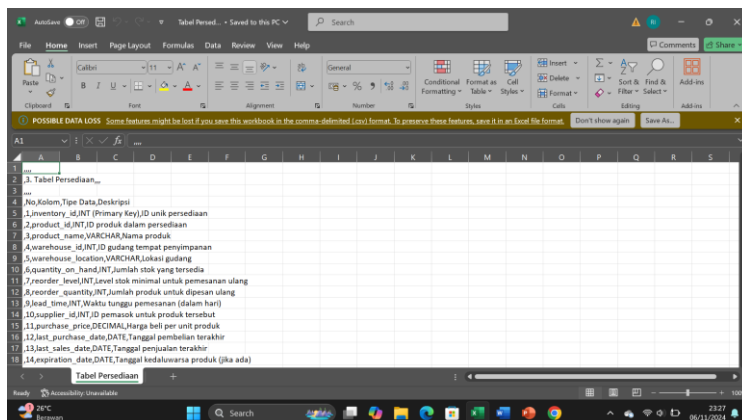 AutoSave Off Tabel Persed... • Saved to this PC Search
File Home Insert Page Layout Formulas Data Review View Help Comments Share
Paste Calibri 11 General Conditional Formatting Format as Table Cell Styles Insert Delete Format Sort & Filter Find & Select Add-ins
Clipboard Font Alignment Number Styles Cells Editing Add-ins
POSSIBLE DATA LOSS Some features might be lost if you save this workbook in the comma-delimited (.csv) format. To preserve these features, save it in an Excel file format. Don't show again Save As...
A1 fx ,,,,
A B C D E F G H I J K L M N O P Q R S
1 ,,,,
2 ,3. Tabel Persediaan,,,
3 ,,,,
4 ,No,Kolom,Tipe Data,Deskripsi
5 ,1,inventory_id,INT (Primary Key),ID unik persediaan
6 ,2,product_id,INT,ID produk dalam persediaan
7 ,3,product_name,VARCHAR,Nama produk
8 ,4,warehouse_id,INT,ID gudang tempat penyimpanan
9 ,5,warehouse_location,VARCHAR,Lokasi gudang
10 ,6,quantity_on_hand,INT,Jumlah stok yang tersedia
11 ,7,reorder_level,INT,Level stok minimal untuk pemesanan ulang
12 ,8,reorder_quantity,INT,Jumlah produk untuk dipesan ulang
13 ,9,lead_time,INT,Waktu tunggu pemesanan (dalam hari)
14 ,10,supplier_id,INT,ID pemasok untuk produk tersebut
15 ,11,purchase_price,DECIMAL,Harga beli per unit produk
16 ,12,last_purchase_date,DATE,Tanggal pembelian terakhir
17 ,13,last_sales_date,DATE,Tanggal penjualan terakhir
18 ,14,expiration_date,DATE,Tanggal kedaluwarsa produk (jika ada)
Tabel Persediaan
Ready Accessibility: Unavailable 100
26°C Search 23:27
Berawan 06/11/2024